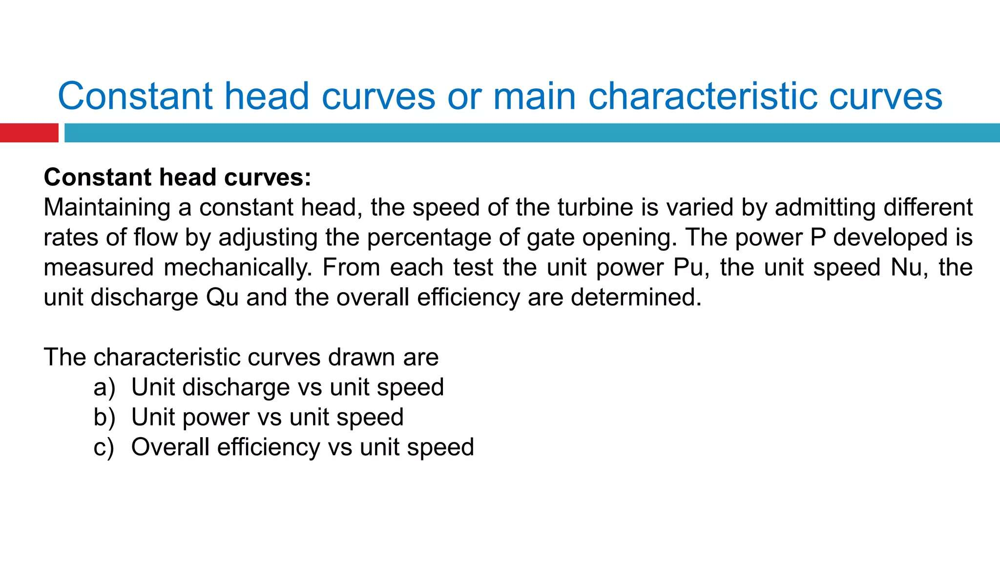 Constant head curves or main characteristic curves
Constant head curves:
Maintaining a constant head, the speed of the turbine is varied by admitting different
rates of flow by adjusting the percentage of gate opening. The power P developed is
measured mechanically. From each test the unit power Pu, the unit speed Nu, the
unit discharge Qu and the overall efficiency are determined.
The characteristic curves drawn are
a) Unit discharge vs unit speed
b) Unit power vs unit speed
c) Overall efficiency vs unit speed